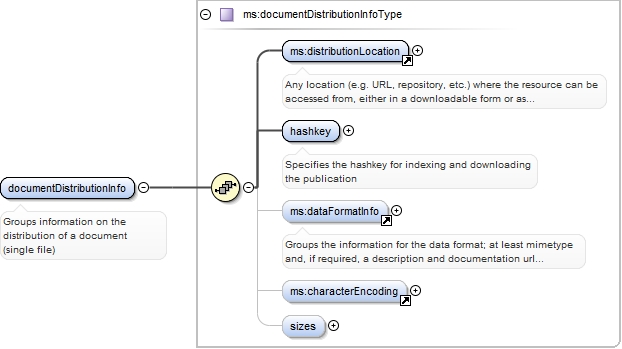 ms:documentDistributionInfoType
ms:distributionLocation
Any location (e.g. URL, repository, etc.) where the resource can be
accessed from, either in a downloadable form or as...
hashkey
Specifies the hashkey for indexing and downloading
the publication
documentDistributionInfo
Groups information on the
distribution of a document
(single file)
ms:dataFormatInfo
Groups the information for the data format; at least mimetype
and, if required, a description and documentation url...
ms:characterEncoding
sizes